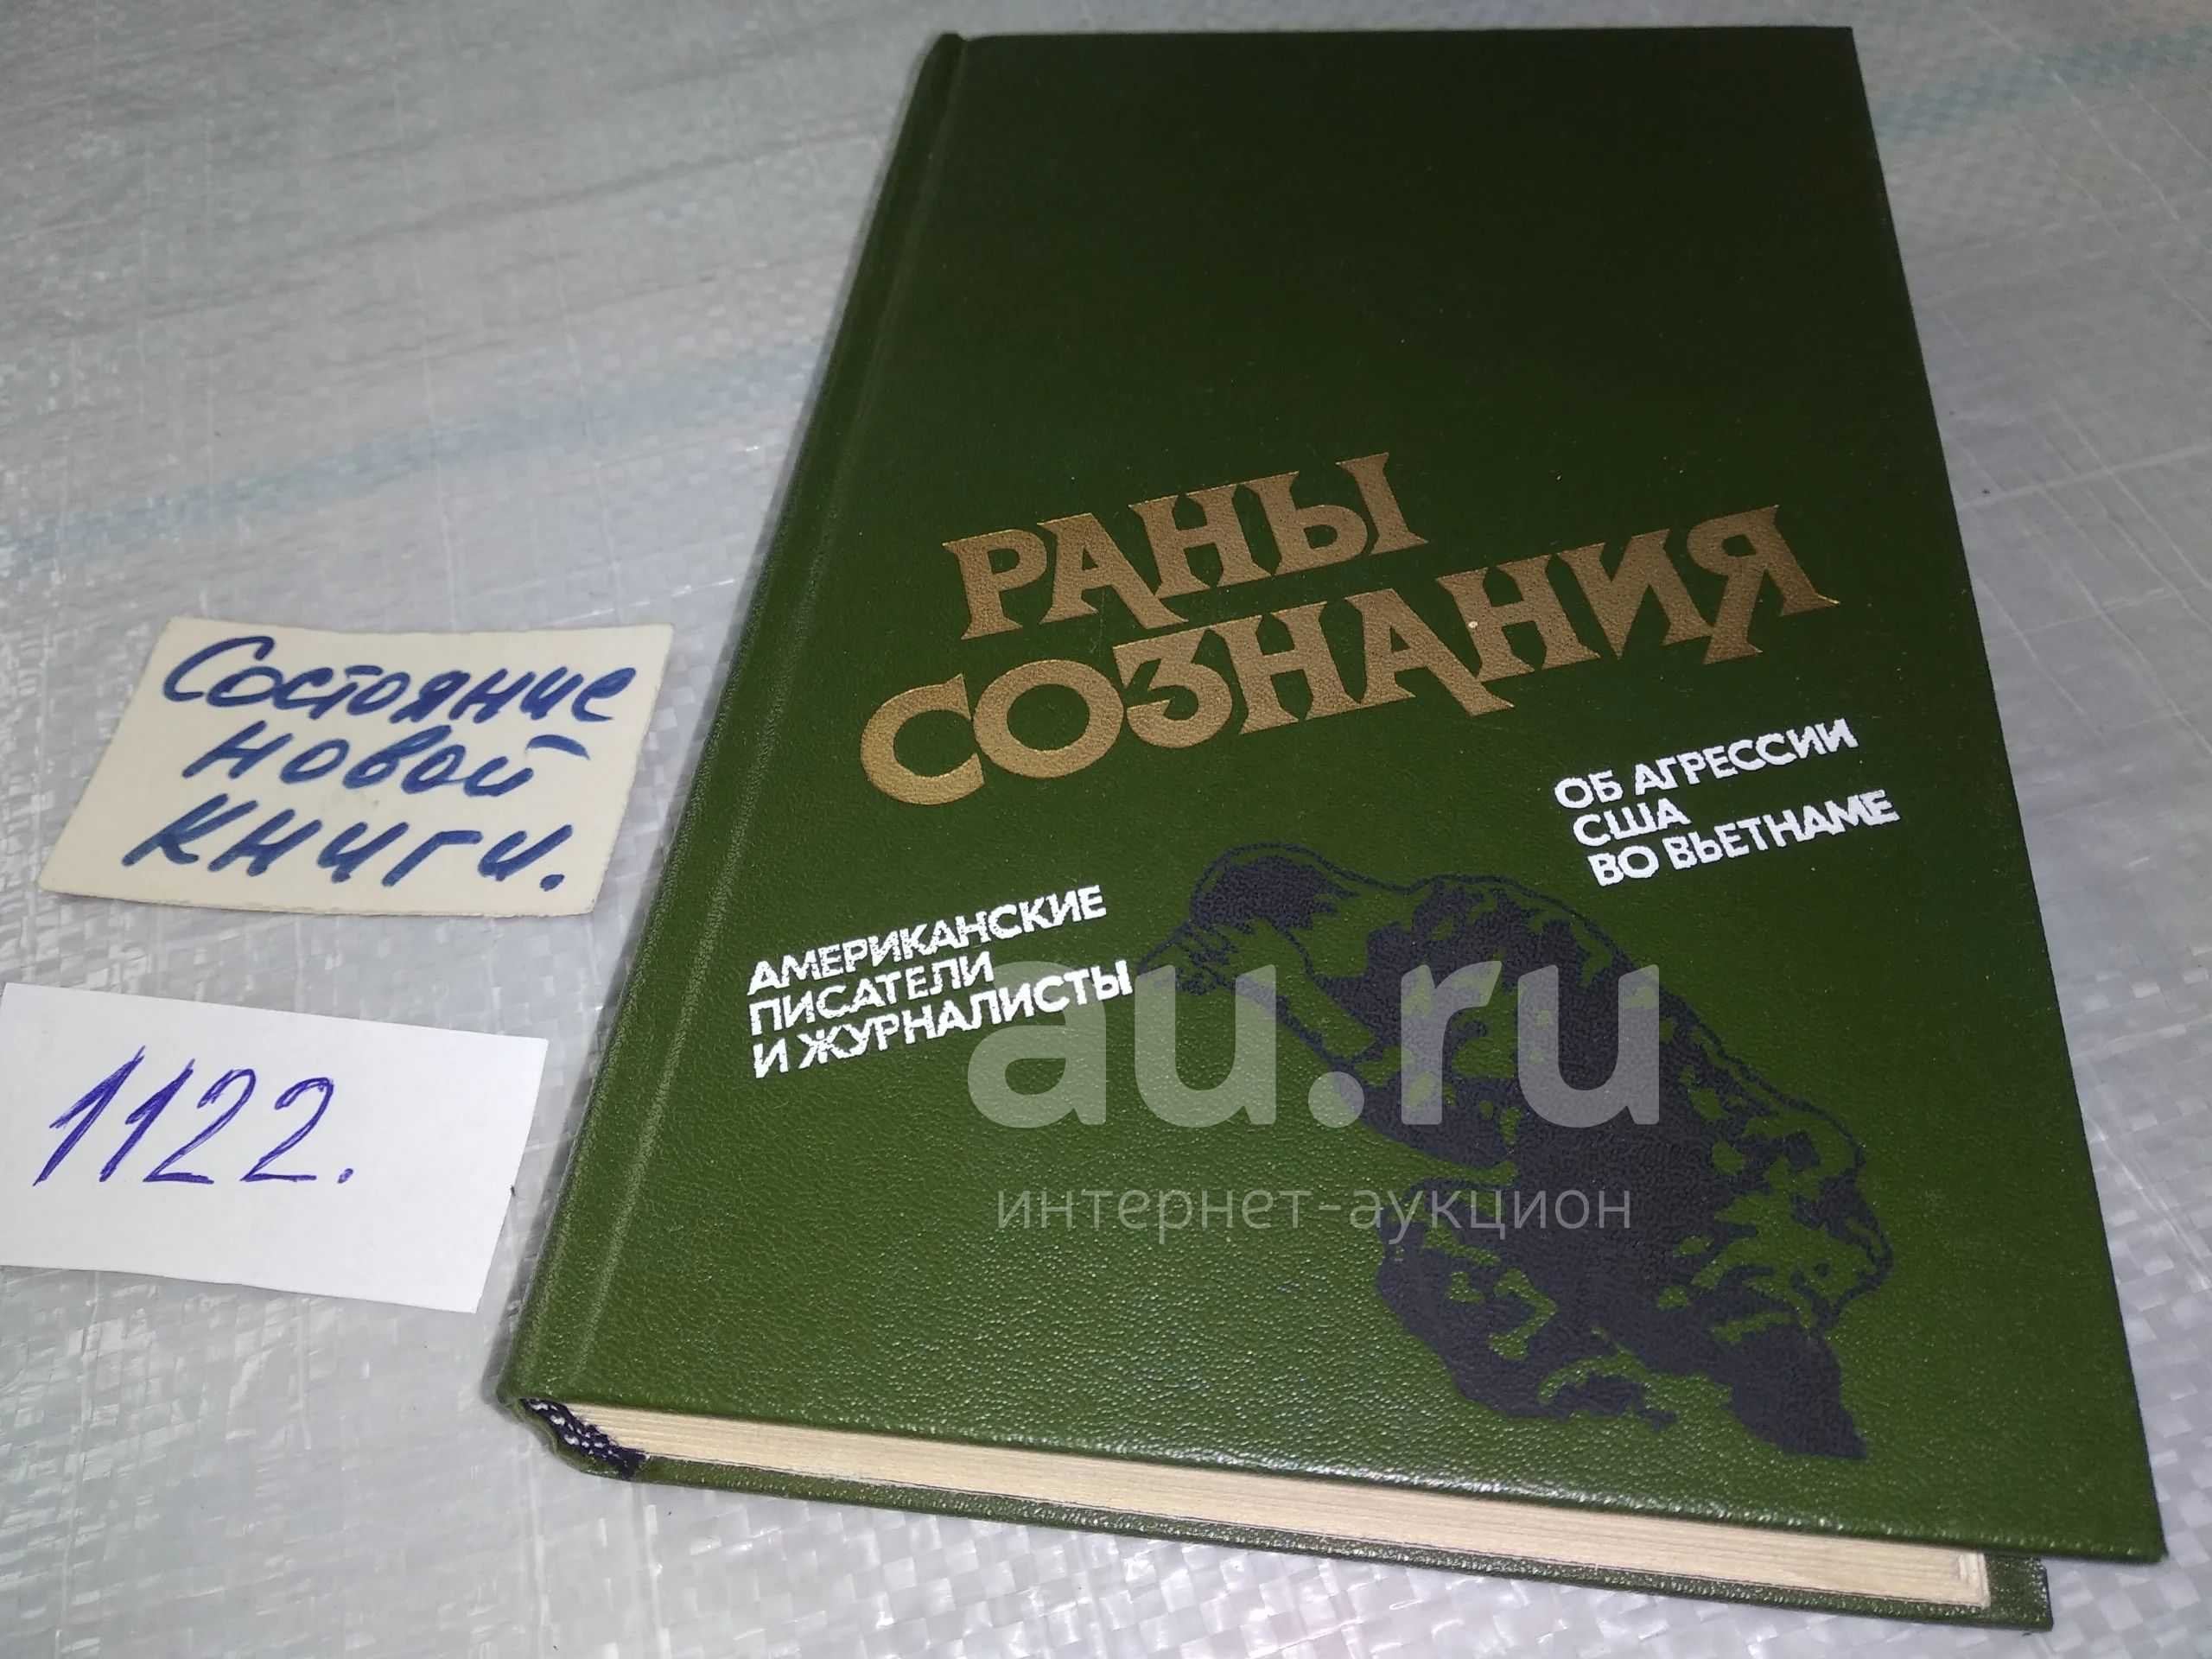 РАНЫ
СОЗНАНИЯ
ОБ АГРЕССИИ
США
ВО ВЬЕТНАМЕ
АМЕРИКАНСКИЕ
ПИСАТЕЛИ
И ЖУРНАЛИСТЫ
Состояние
новой
книги.
1122.
au.ru
интернет-аукцион